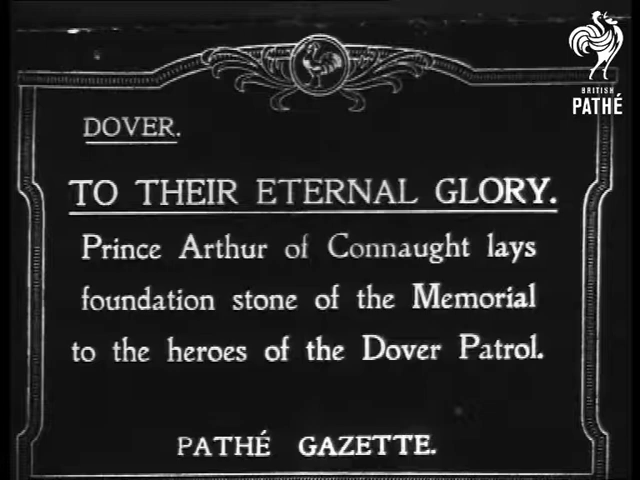 BRITISH
PATHÉ
DOVER.
TO THEIR ETERNAL GLORY.
Prince Arthur of Connaught lays
foundation stone of the Memorial
to the heroes of the Dover Patrol.
PATHÉ GAZETTE.